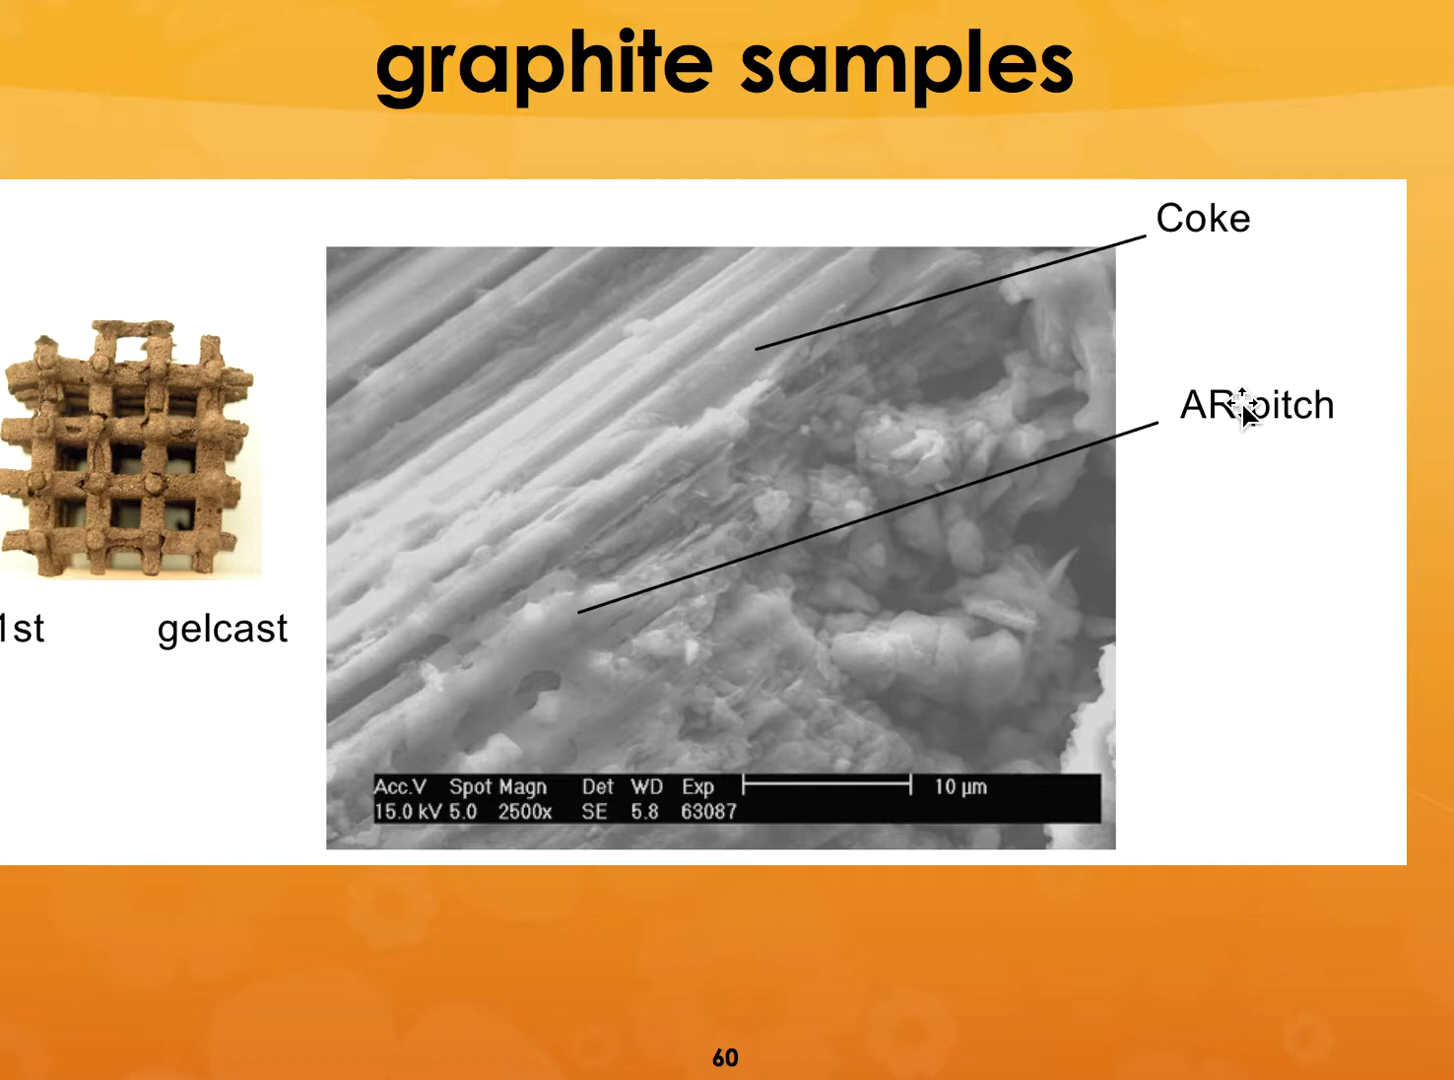 graphite samples
Coke
AR pitch
1st gelcast
Acc.V Spot Magn Det WD Exp 10 µm
15.0 kV 5.0 2500x SE 5.8 63087
60